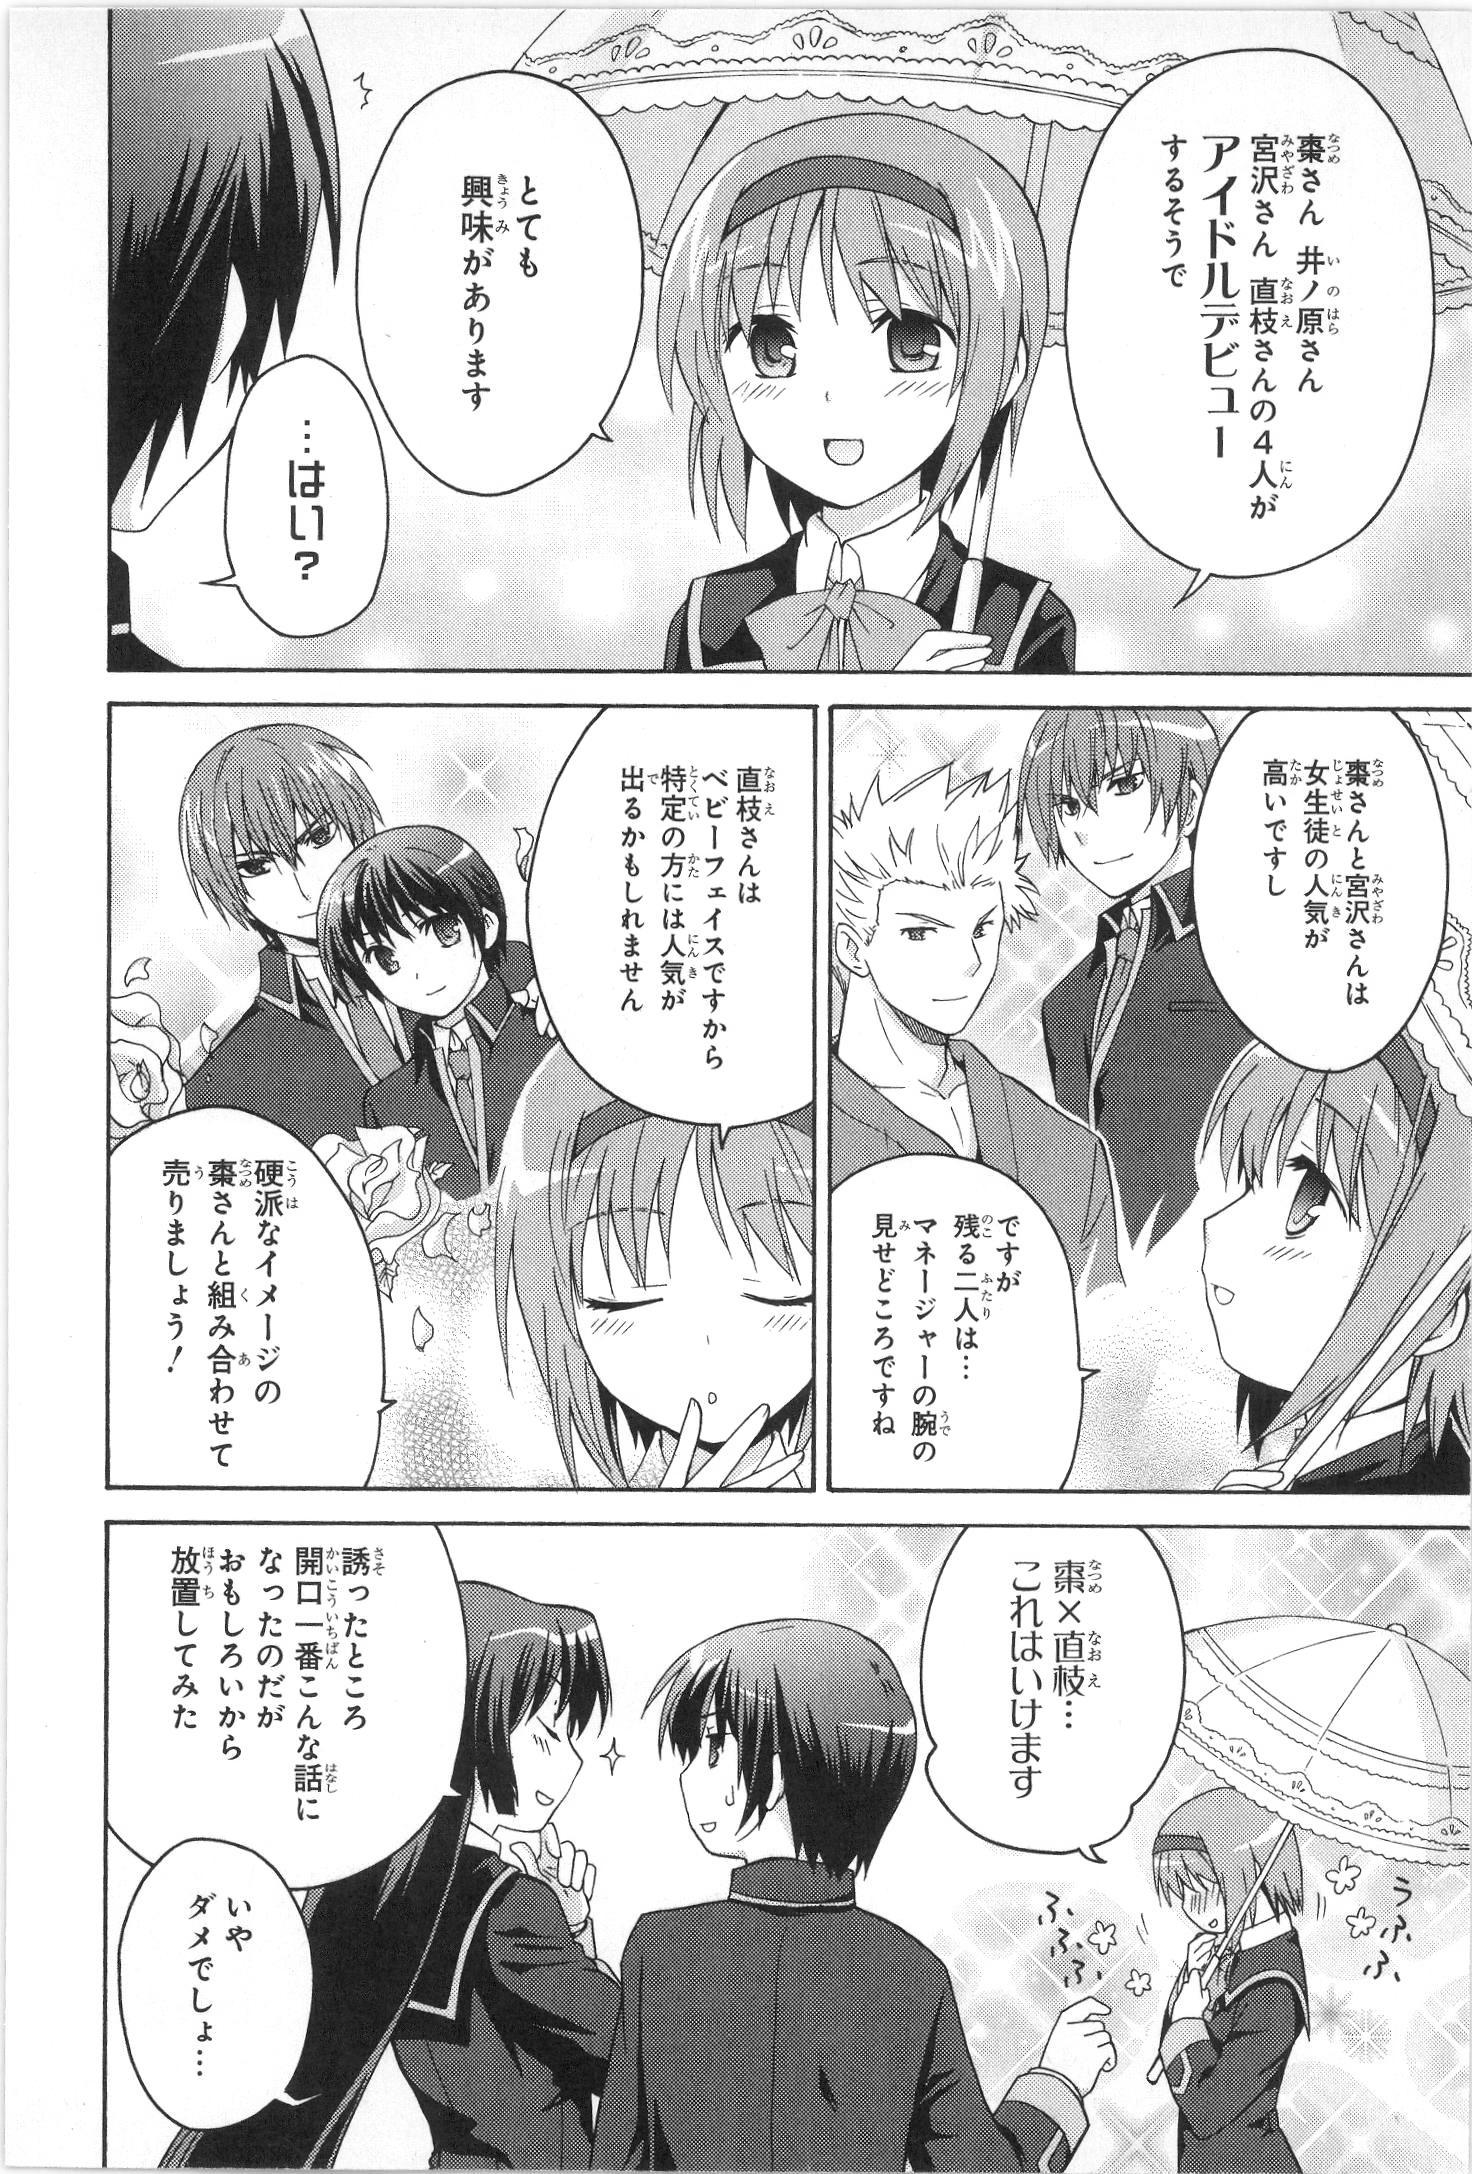 棗さん 井ノ原さん
宮沢さん 直枝さんの4人が
アイドルデビュー
するそうで
とても
興味があります
…はい?
棗さんと宮沢さんは
女生徒の人気が
高いですし
ですが
残る二人は…
マネージャーの腕の
見せどころですね
直枝さんは
ベビーフェイスですから
特定の方には人気が
出るかもしれません
硬派なイメージの
棗さんと組み合わせて
売りましょう!
棗×直枝…
これはいけます
うふふふ
ふふふ
誘ったところ
開口一番こんな話に
なったのだが
おもしろいから
放置してみた
いや
ダメでしょ…